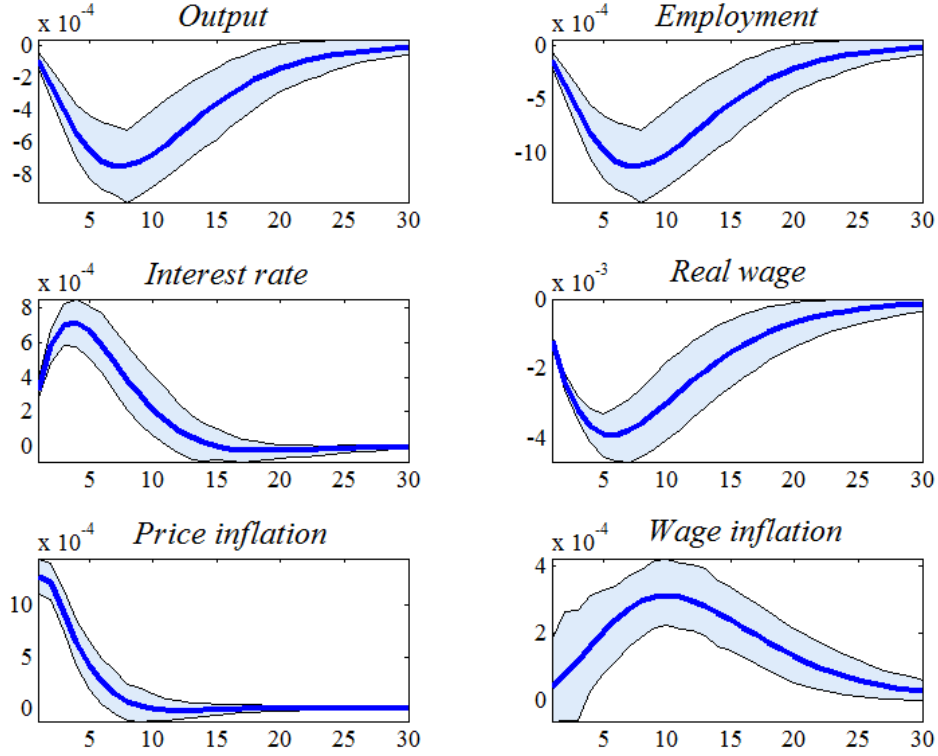 Output
x 10⁻⁴
0
-2
-4
-6
-8
5 10 15 20 25 30
Employment
x 10⁻⁴
0
-5
-10
5 10 15 20 25 30
Interest rate
x 10⁻⁴
8
6
4
2
0
5 10 15 20 25 30
Real wage
x 10⁻³
0
-2
-4
5 10 15 20 25 30
Price inflation
x 10⁻⁴
10
5
0
5 10 15 20 25 30
Wage inflation
x 10⁻⁴
4
2
0
5 10 15 20 25 30